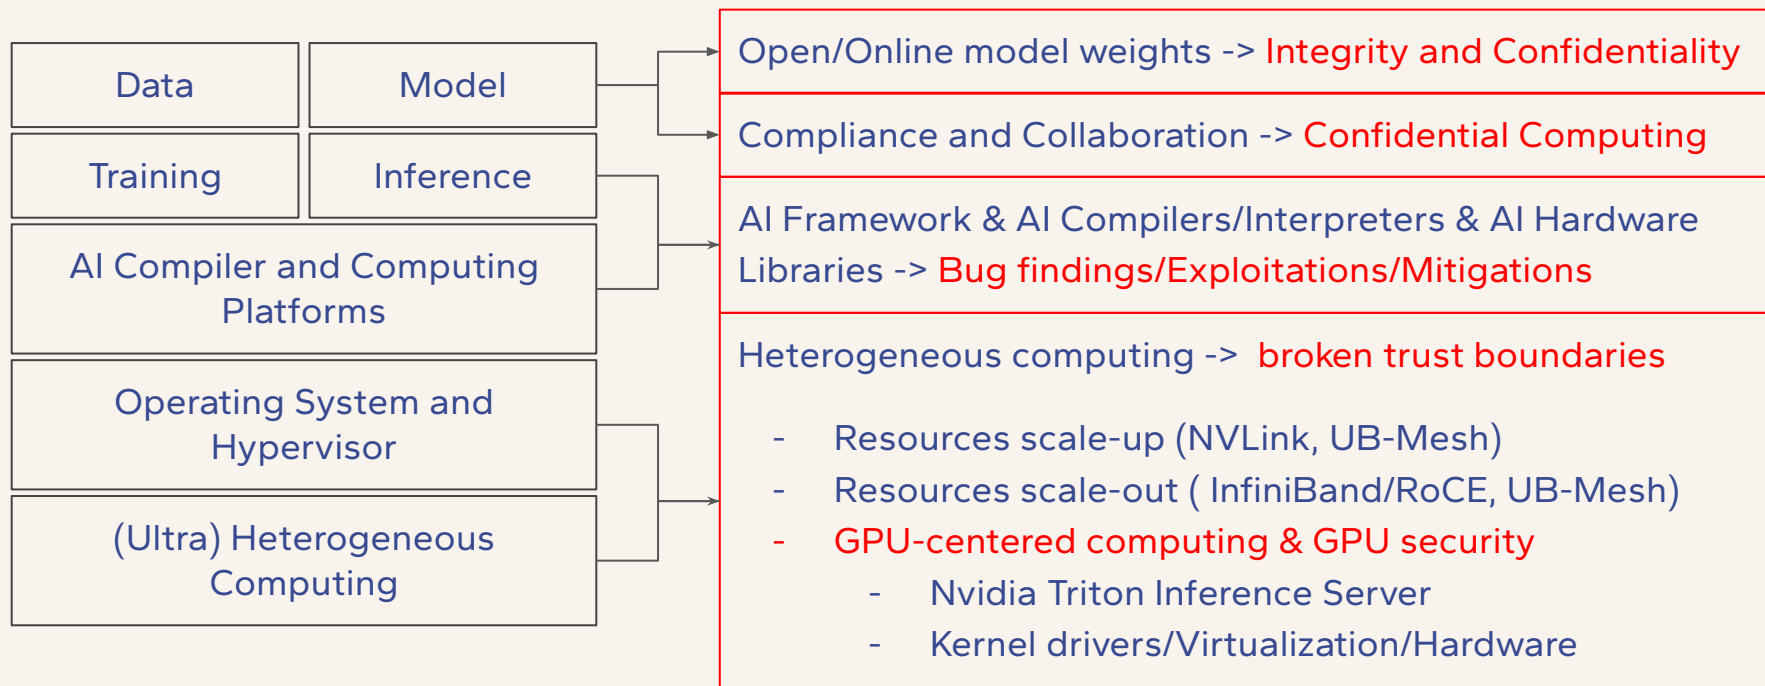 Data
Model
Training
Inference
AI Compiler and Computing
Platforms
Operating System and
Hypervisor
(Ultra) Heterogeneous
Computing
Open/Online model weights -> Integrity and Confidentiality
Compliance and Collaboration -> Confidential Computing
AI Framework & AI Compilers/Interpreters & AI Hardware
Libraries -> Bug findings/Exploitations/Mitigations
Heterogeneous computing -> broken trust boundaries
- Resources scale-up (NVLink, UB-Mesh)
- Resources scale-out ( InfiniBand/RoCE, UB-Mesh)
- GPU-centered computing & GPU security
- Nvidia Triton Inference Server
- Kernel drivers/Virtualization/Hardware